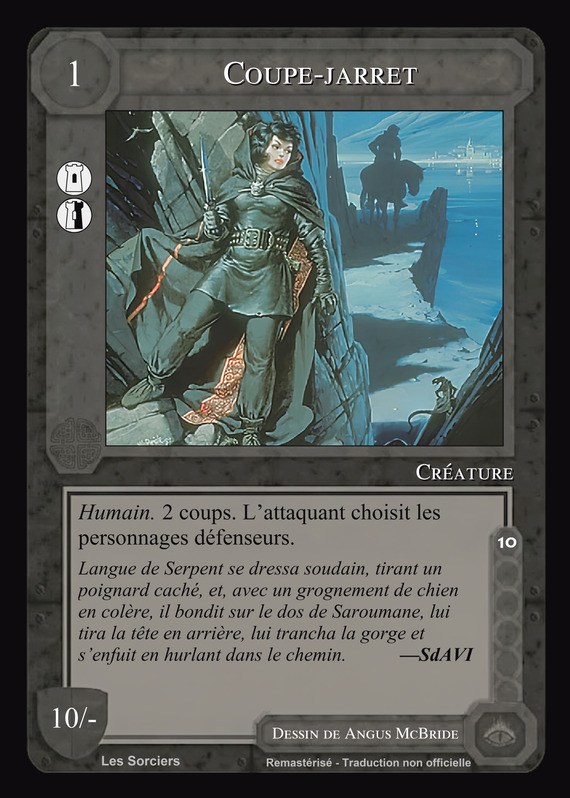 1
Coupe-jarret
Créature
Humain. 2 coups. L’attaquant choisit les
personnages défenseurs.
10
Langue de Serpent se dressa soudain, tirant un
poignard caché, et, avec un grognement de chien
en colère, il bondit sur le dos de Saroumane, lui
tira la tête en arrière, lui trancha la gorge et
s’enfuit en hurlant dans le chemin. —SdAVI
10/-
Dessin de Angus McBride
Les Sorciers
Remastérisé - Traduction non officielle